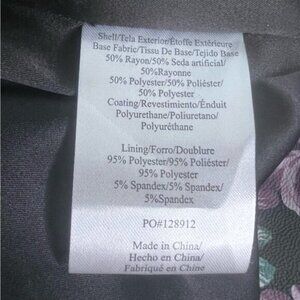 Shell/Tela Exterior/Étoffe Extérieure
Base Fabric/Tissu De Base/Tejido Base
50% Rayon/50% Seda artificial/
50%Rayonne
50% Polyester/50% Poliéster/
50% Polyester
Coating/Revestimiento/Énduit
Polyurethane/Poliuretano/
Polyuréthane
Lining/Forro/Doublure
95% Polyester/95% Poliéster/
95% Polyester
5% Spandex/5% Spandex/
5%Spandex
PO#128912
Made in China/
Hecho en China/
Fabriqué en Chine